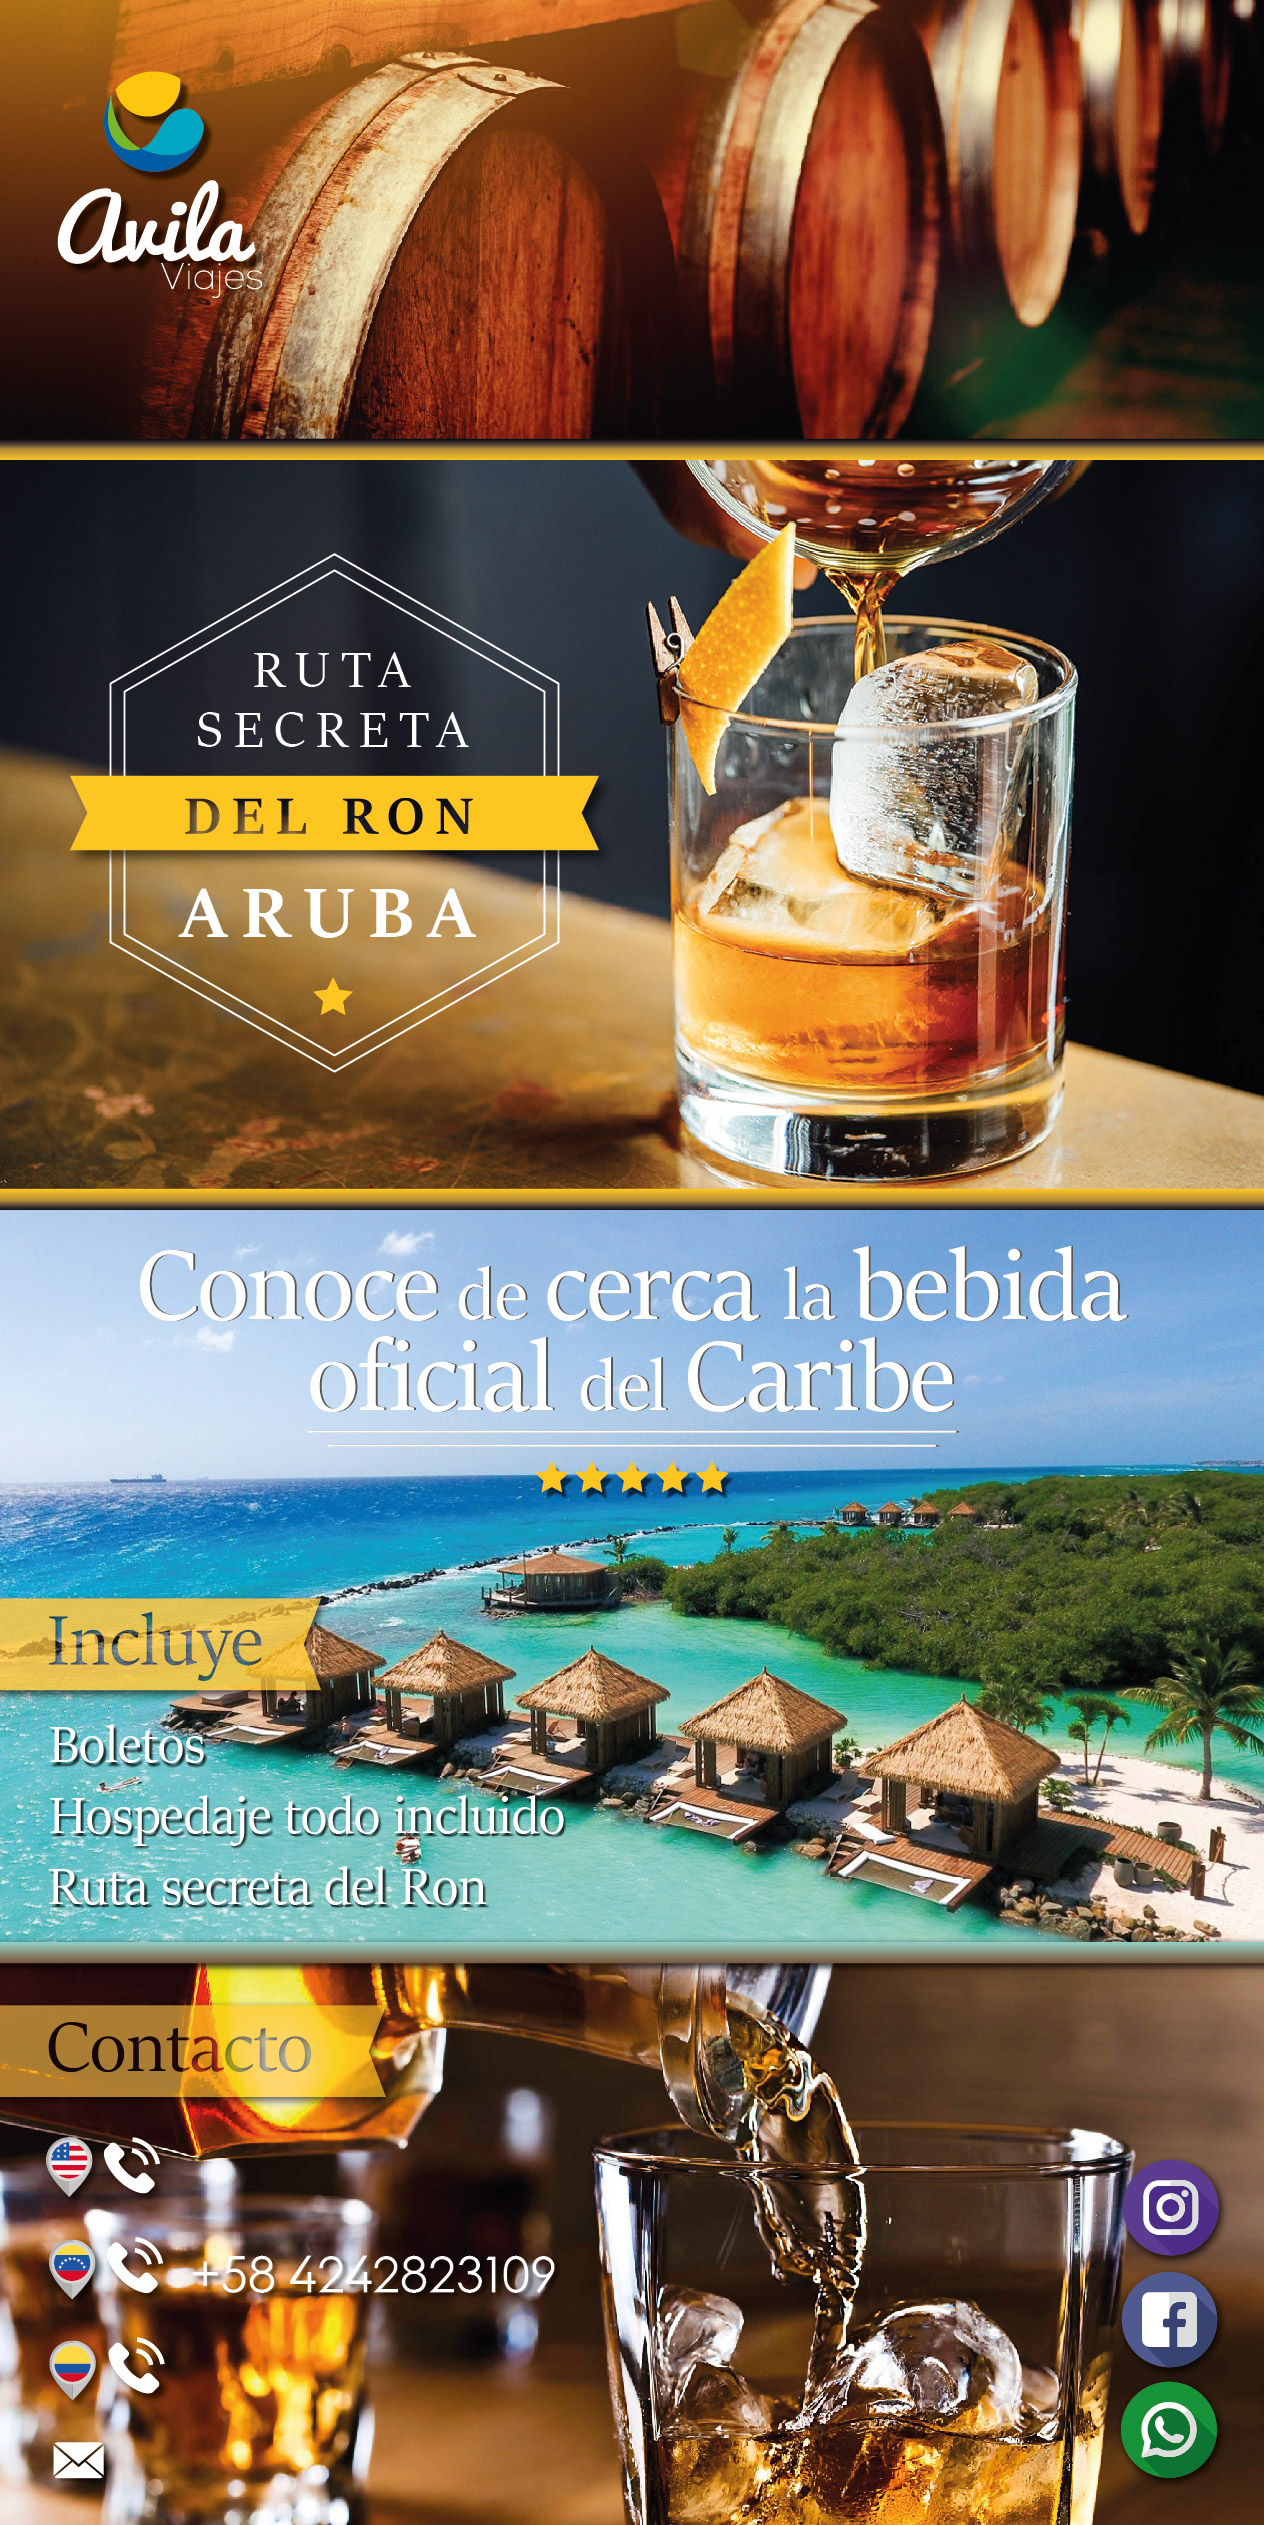 Avila
Viajes
RUTA
SECRETA
DEL RON
ARUBA
Conoce de cerca la bebida
oficial del Caribe
Incluye
Boletos
Hospedaje todo incluido
Ruta secreta del Ron
Contacto
+58 4242823109